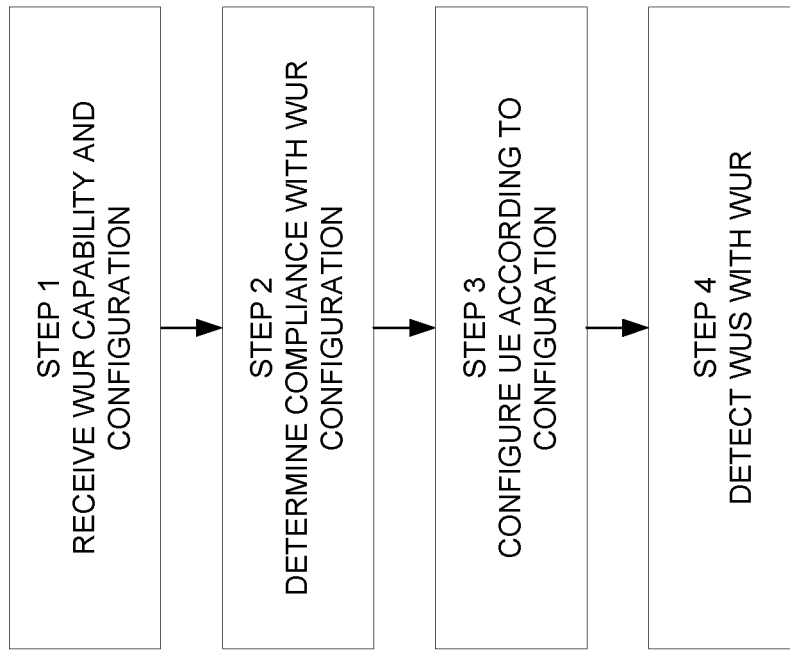 STEP 1
RECEIVE WUR CAPABILITY AND
CONFIGURATION
STEP 2
DETERMINE COMPLIANCE WITH WUR
CONFIGURATION
STEP 3
CONFIGURE UE ACCORDING TO
CONFIGURATION
STEP 4
DETECT WUS WITH WUR